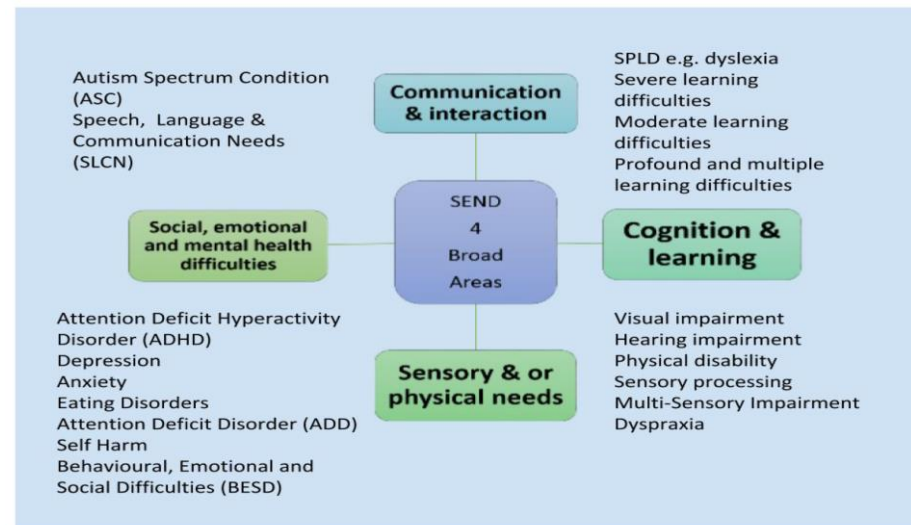 Autism Spectrum Condition
(ASC)
Speech, Language &
Communication Needs
(SLCN)
Communication
& interaction
SPLD e.g. dyslexia
Severe learning
difficulties
Moderate learning
difficulties
Profound and multiple
learning difficulties
Social, emotional
and mental health
difficulties
SEND
4
Broad
Areas
Cognition &
learning
Attention Deficit Hyperactivity
Disorder (ADHD)
Depression
Anxiety
Eating Disorders
Attention Deficit Disorder (ADD)
Self Harm
Behavioural, Emotional and
Social Difficulties (BESD)
Sensory & or
physical needs
Visual impairment
Hearing impairment
Physical disability
Sensory processing
Multi-Sensory Impairment
Dyspraxia